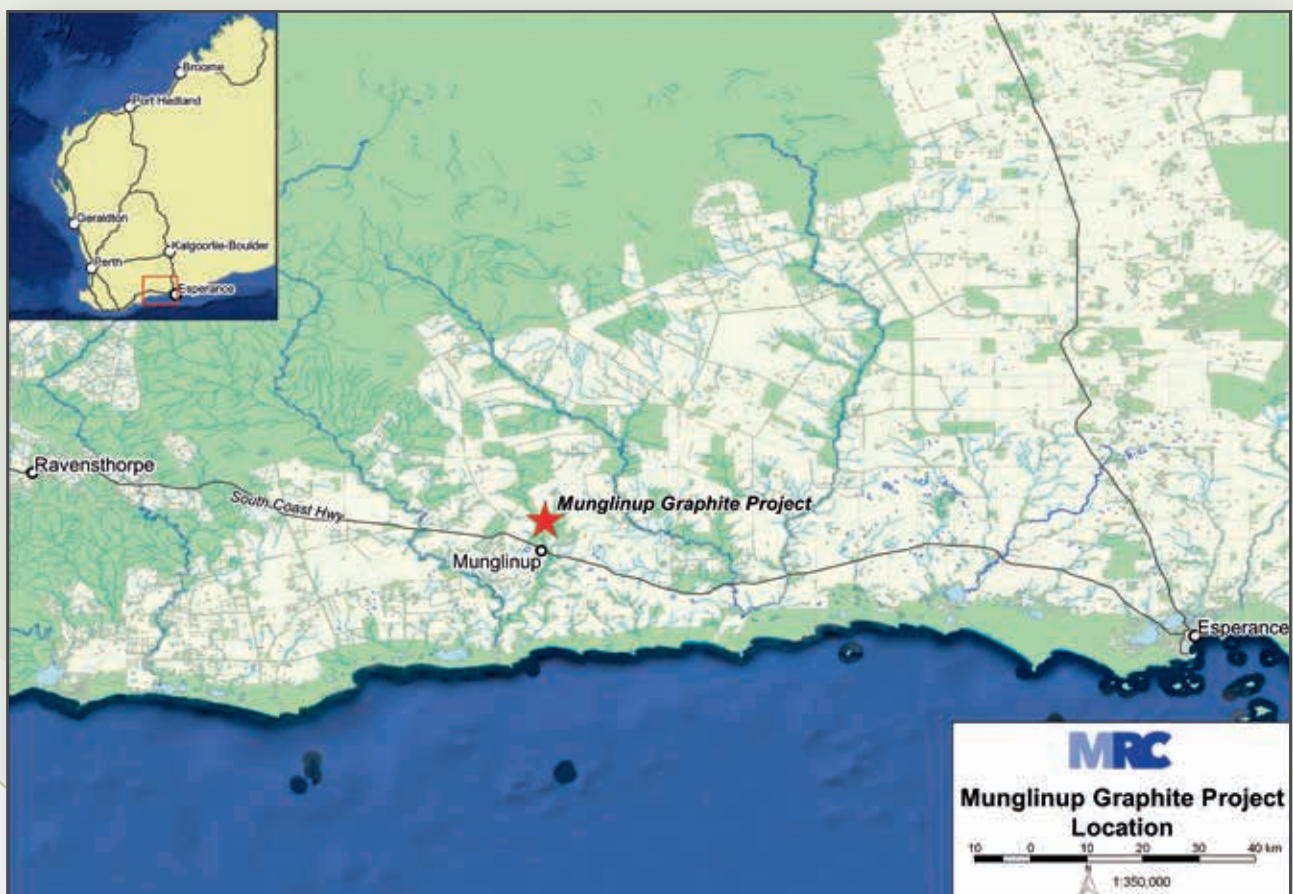 Broome
Port Hedland
Geraldton
Kalgoorlie-Boulder
Perth
Esperance
Ravensthorpe
South Coast Hwy
Munglinup Graphite Project
Munglinup
Esperance
MRC
Munglinup Graphite Project
Location
10 0 10 20 30 40 km
N
1:350,000